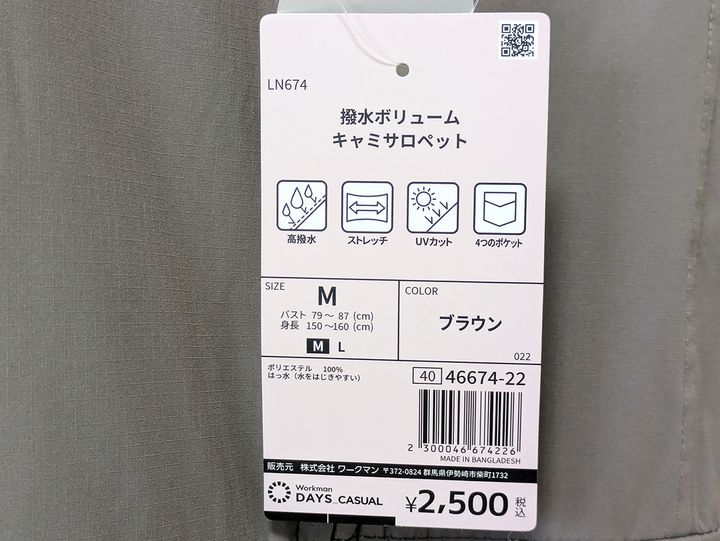 LN674
撥水ボリューム
キャミサロペット
高撥水 ストレッチ UVカット 4つのポケット
SIZE
M
バスト 79～87 (cm)
身長 150～160 (cm)
M L
COLOR
ブラウン
022
ポリエステル 100%
はっ水（水をはじきやすい）
40 46674-22
2 300046 674226
MADE IN BANGLADESH
販売元 株式会社 ワークマン 〒372-0824 群馬県伊勢崎市柴町1732
Workman
DAYS_CASUAL
¥2,500 税込